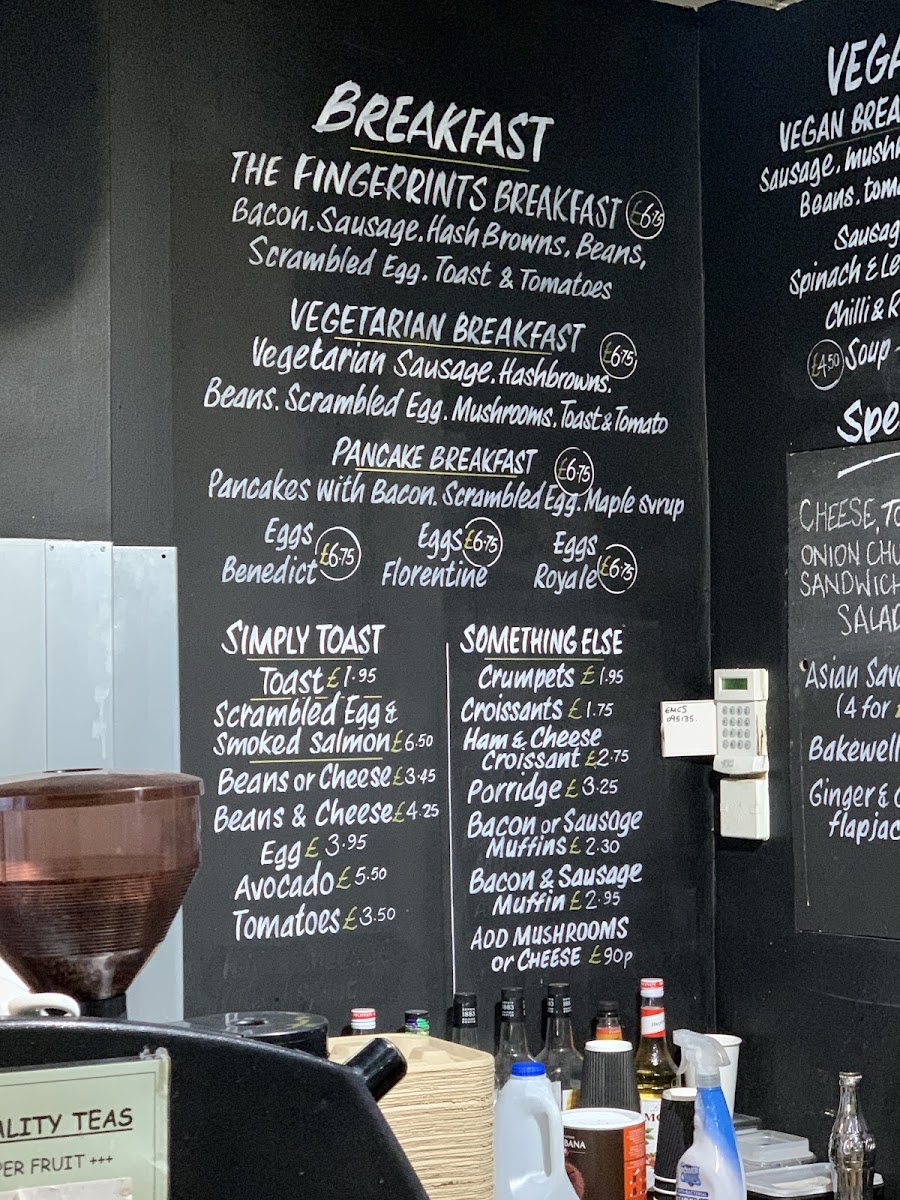 BREAKFAST
THE FINGERRINTS BREAKFAST £6.75
Bacon. Sausage. Hash Browns. Beans,
Scrambled Egg. Toast & Tomatoes
VEGETARIAN BREAKFAST £6.75
Vegetarian Sausage. Hashbrowns.
Beans. Scrambled Egg. Mushrooms. Toast & Tomato
PANCAKE BREAKFAST £6.75
Pancakes with Bacon. Scrambled Egg. Maple syrup
Eggs Benedict £6.75
Eggs Florentine £6.75
Eggs Royale £6.75
SIMPLY TOAST
Toast £1.95
Scrambled Egg &
Smoked Salmon £6.50
Beans or Cheese £3.45
Beans & Cheese £4.25
Egg £3.95
Avocado £5.50
Tomatoes £3.50
SOMETHING ELSE
Crumpets £1.95
Croissants £1.75
Ham & Cheese
Croissant £2.75
Porridge £3.25
Bacon or Sausage
Muffins £2.30
Bacon & Sausage
Muffin £2.95
ADD MUSHROOMS
or CHEESE £90p
VEGA
VEGAN BREA
Sausage, mush
Beans, toma
Sausag
Spinach & Le
Chilli & R
£4.50 Soup -
Spe
CHEESE, TO
ONION CHU
SANDWICH
SALAD
Asian Sav
(4 for £
Bakewell
Ginger &
flapjac
EMCS
095135.
ALITY TEAS
PER FRUIT +++
1883
1883
BANA